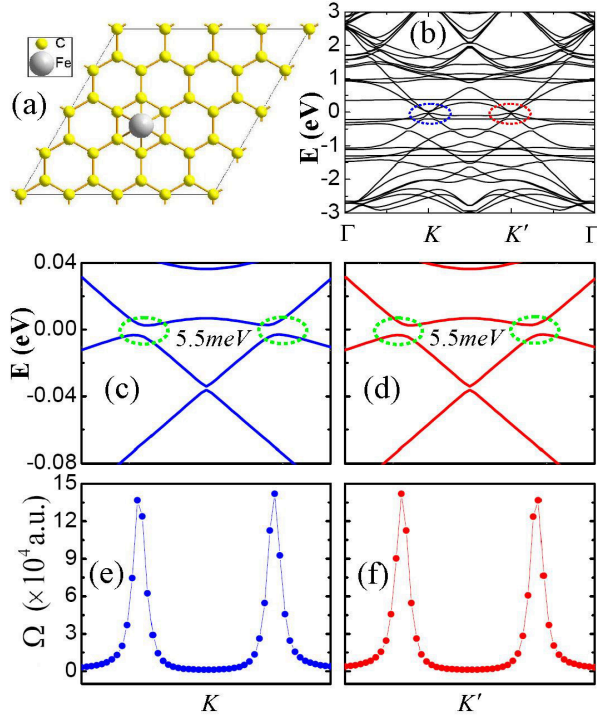 C
Fe
(a)
(b)
E (eV)
3
2
1
0
-1
-2
-3
Γ K K′ Γ
E (eV)
0.04
0.00
-0.04
-0.08
5.5meV
(c)
5.5meV
(d)
Ω (×10⁴ a.u.)
15
12
9
6
3
0
(e)
(f)
K
K′